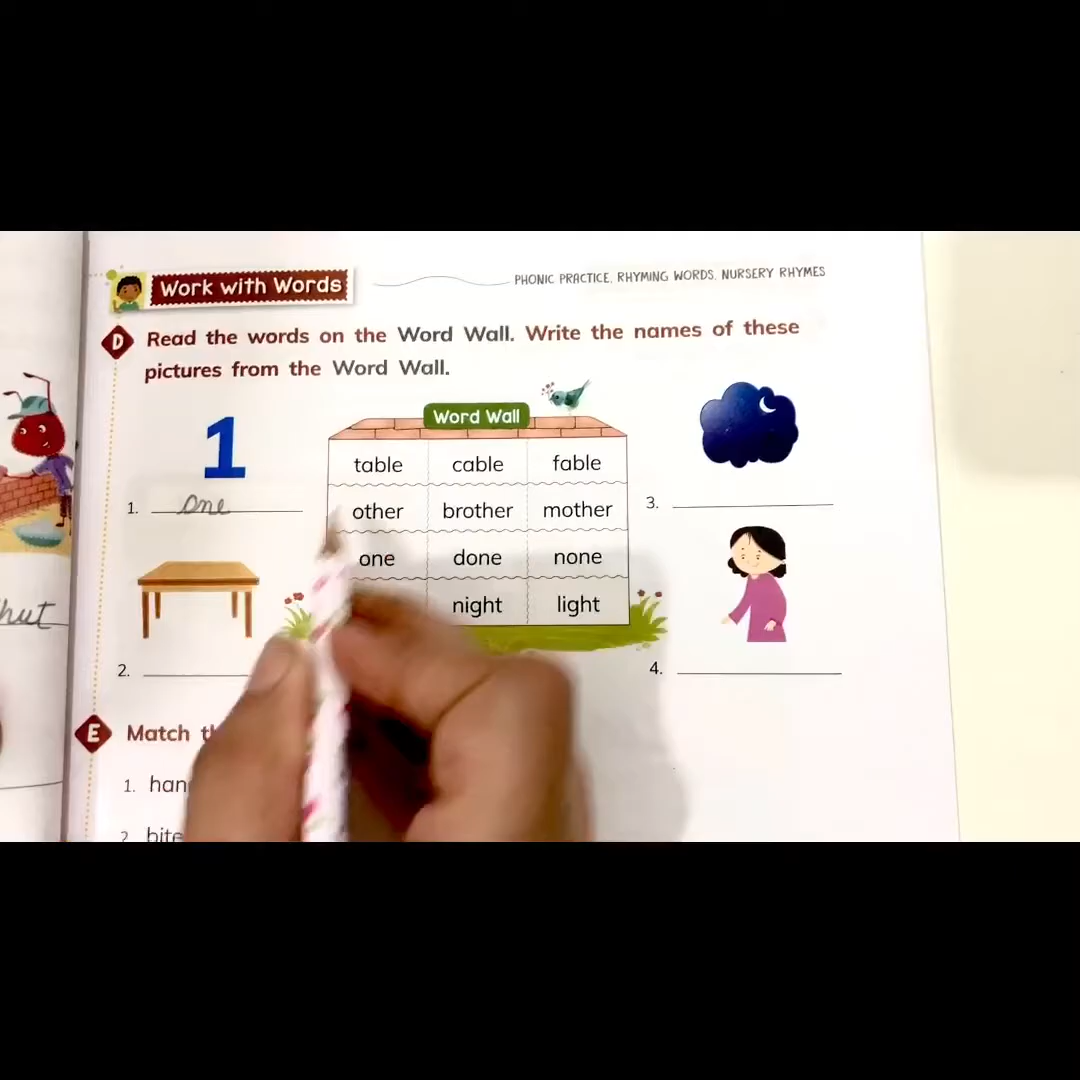 Work with Words
PHONIC PRACTICE, RHYMING WORDS, NURSERY RHYMES
D Read the words on the Word Wall. Write the names of these
pictures from the Word Wall.
1
Word Wall
table cable fable
other brother mother
one done none
night light
1. One
2.
3.
4.
hut
E Match
1. han
2 bite